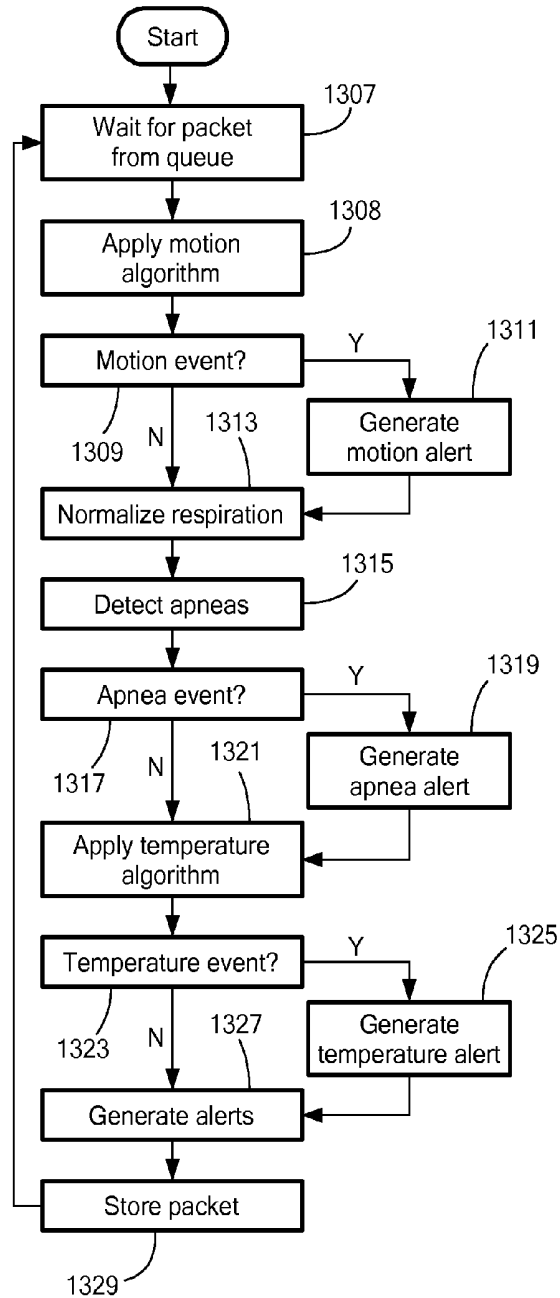 Start
1307
Wait for packet
from queue
1308
Apply motion
algorithm
1311
Motion event?
Y
Generate
motion alert
1309
N
1313
Normalize respiration
1315
Detect apneas
1319
Apnea event?
Y
Generate
apnea alert
1317
N
1321
Apply temperature
algorithm
1325
Temperature event?
Y
Generate
temperature alert
1323
N
1327
Generate alerts
Store packet
1329